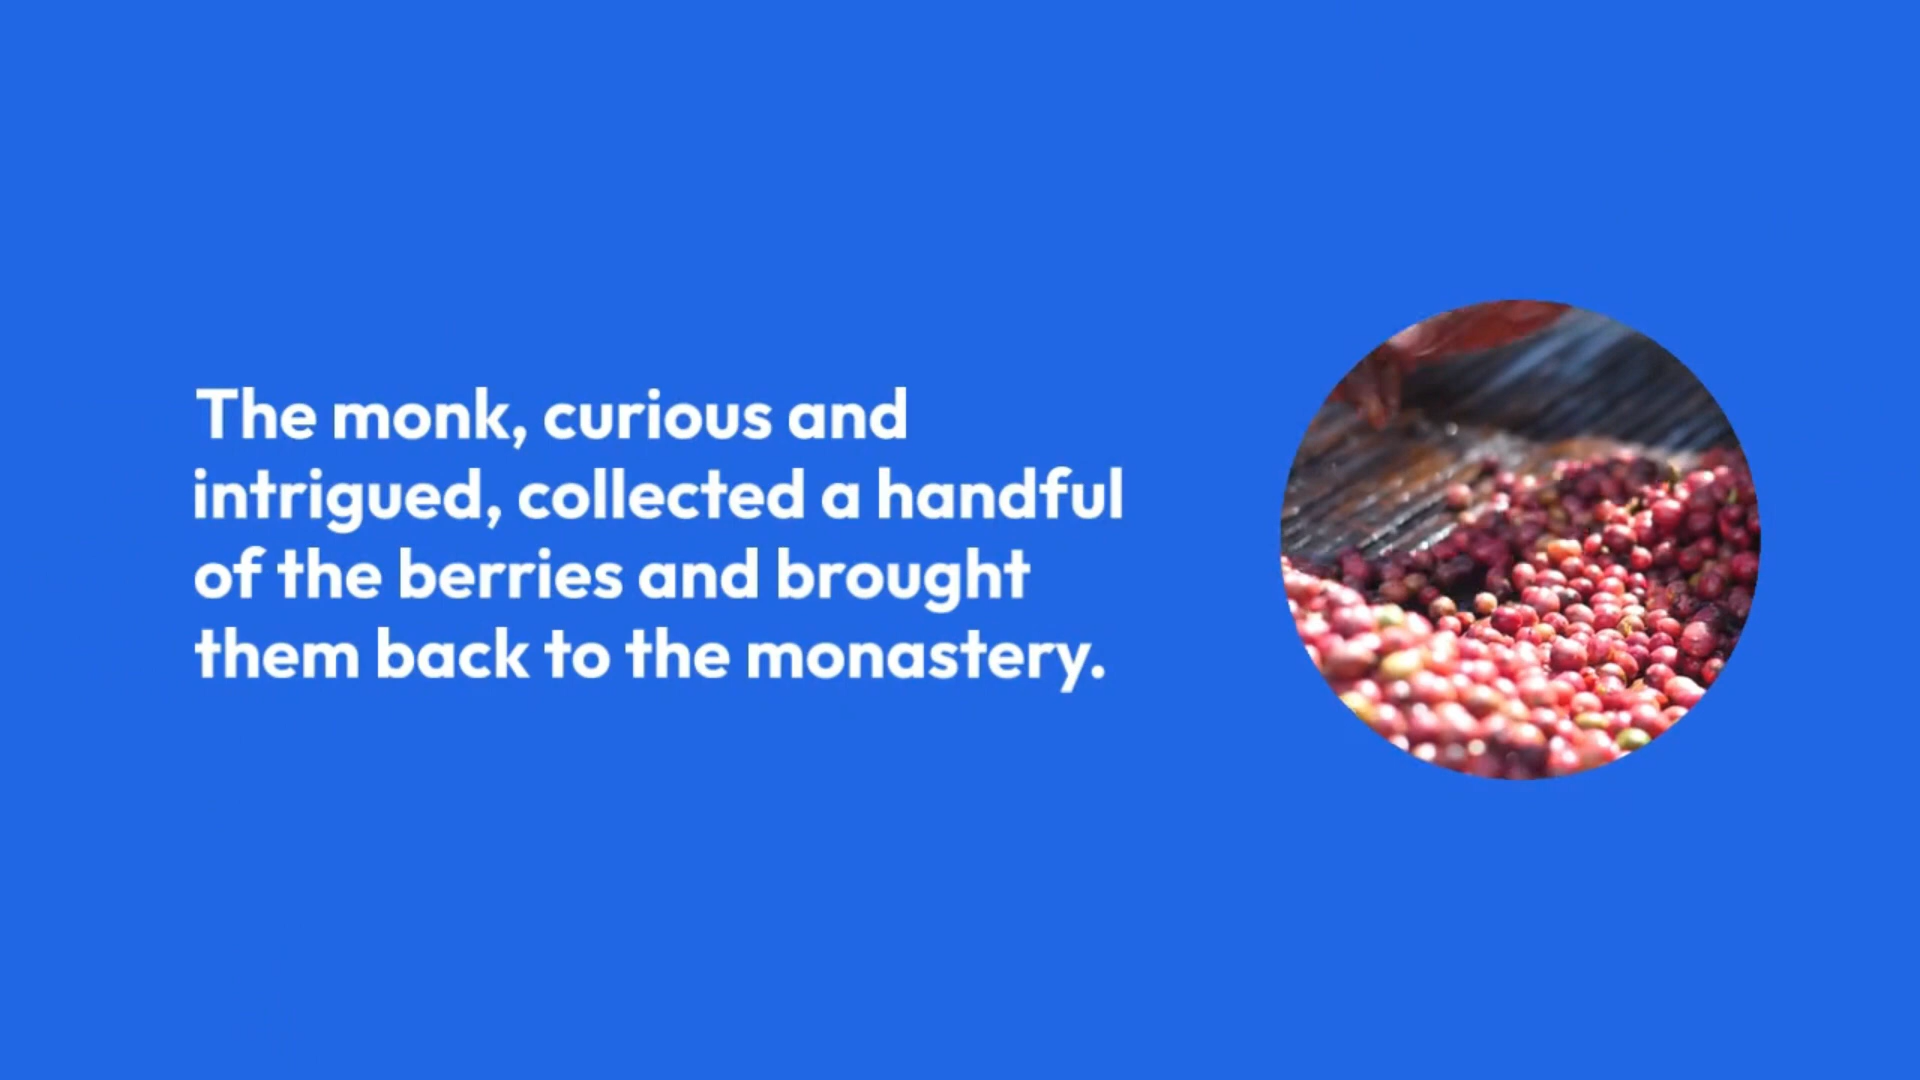 The monk, curious and
intrigued, collected a handful
of the berries and brought
them back to the monastery.